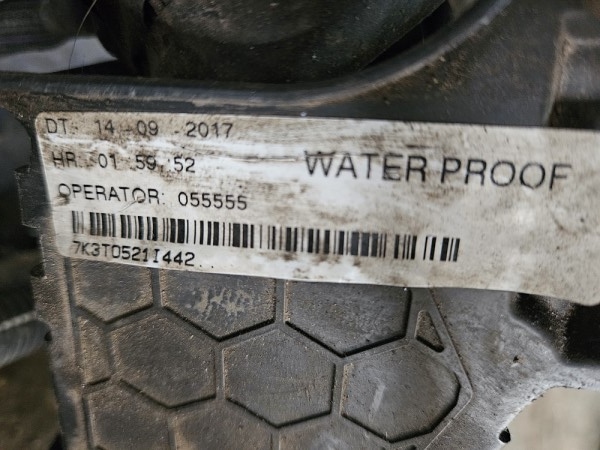 DT. 14 .09 .2017
HR. 01 .59 .52
WATER PROOF
OPERATOR: 055555
7K3T0521I442..